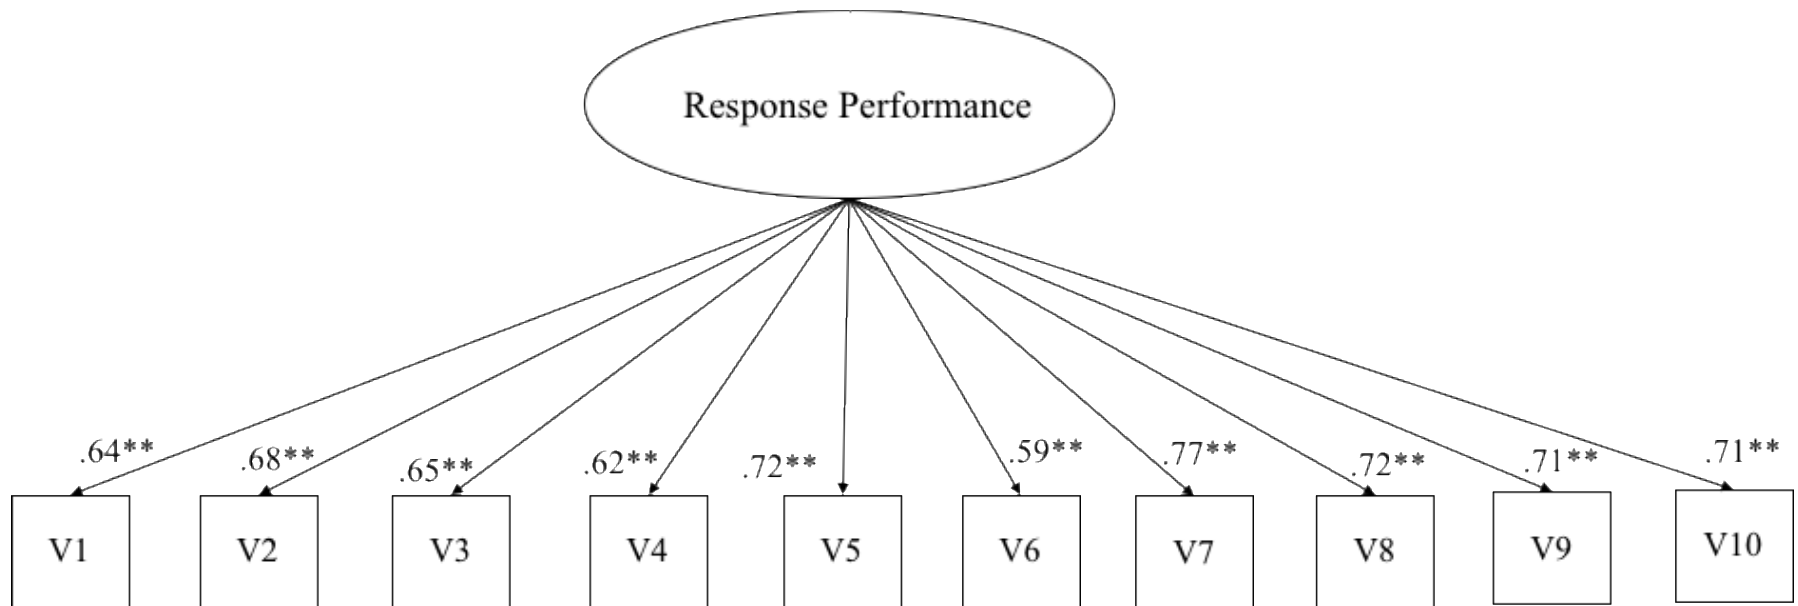 Response Performance
.64** .68** .65** .62** .72** .59** .77** .72** .71** .71**
V1 V2 V3 V4 V5 V6 V7 V8 V9 V10